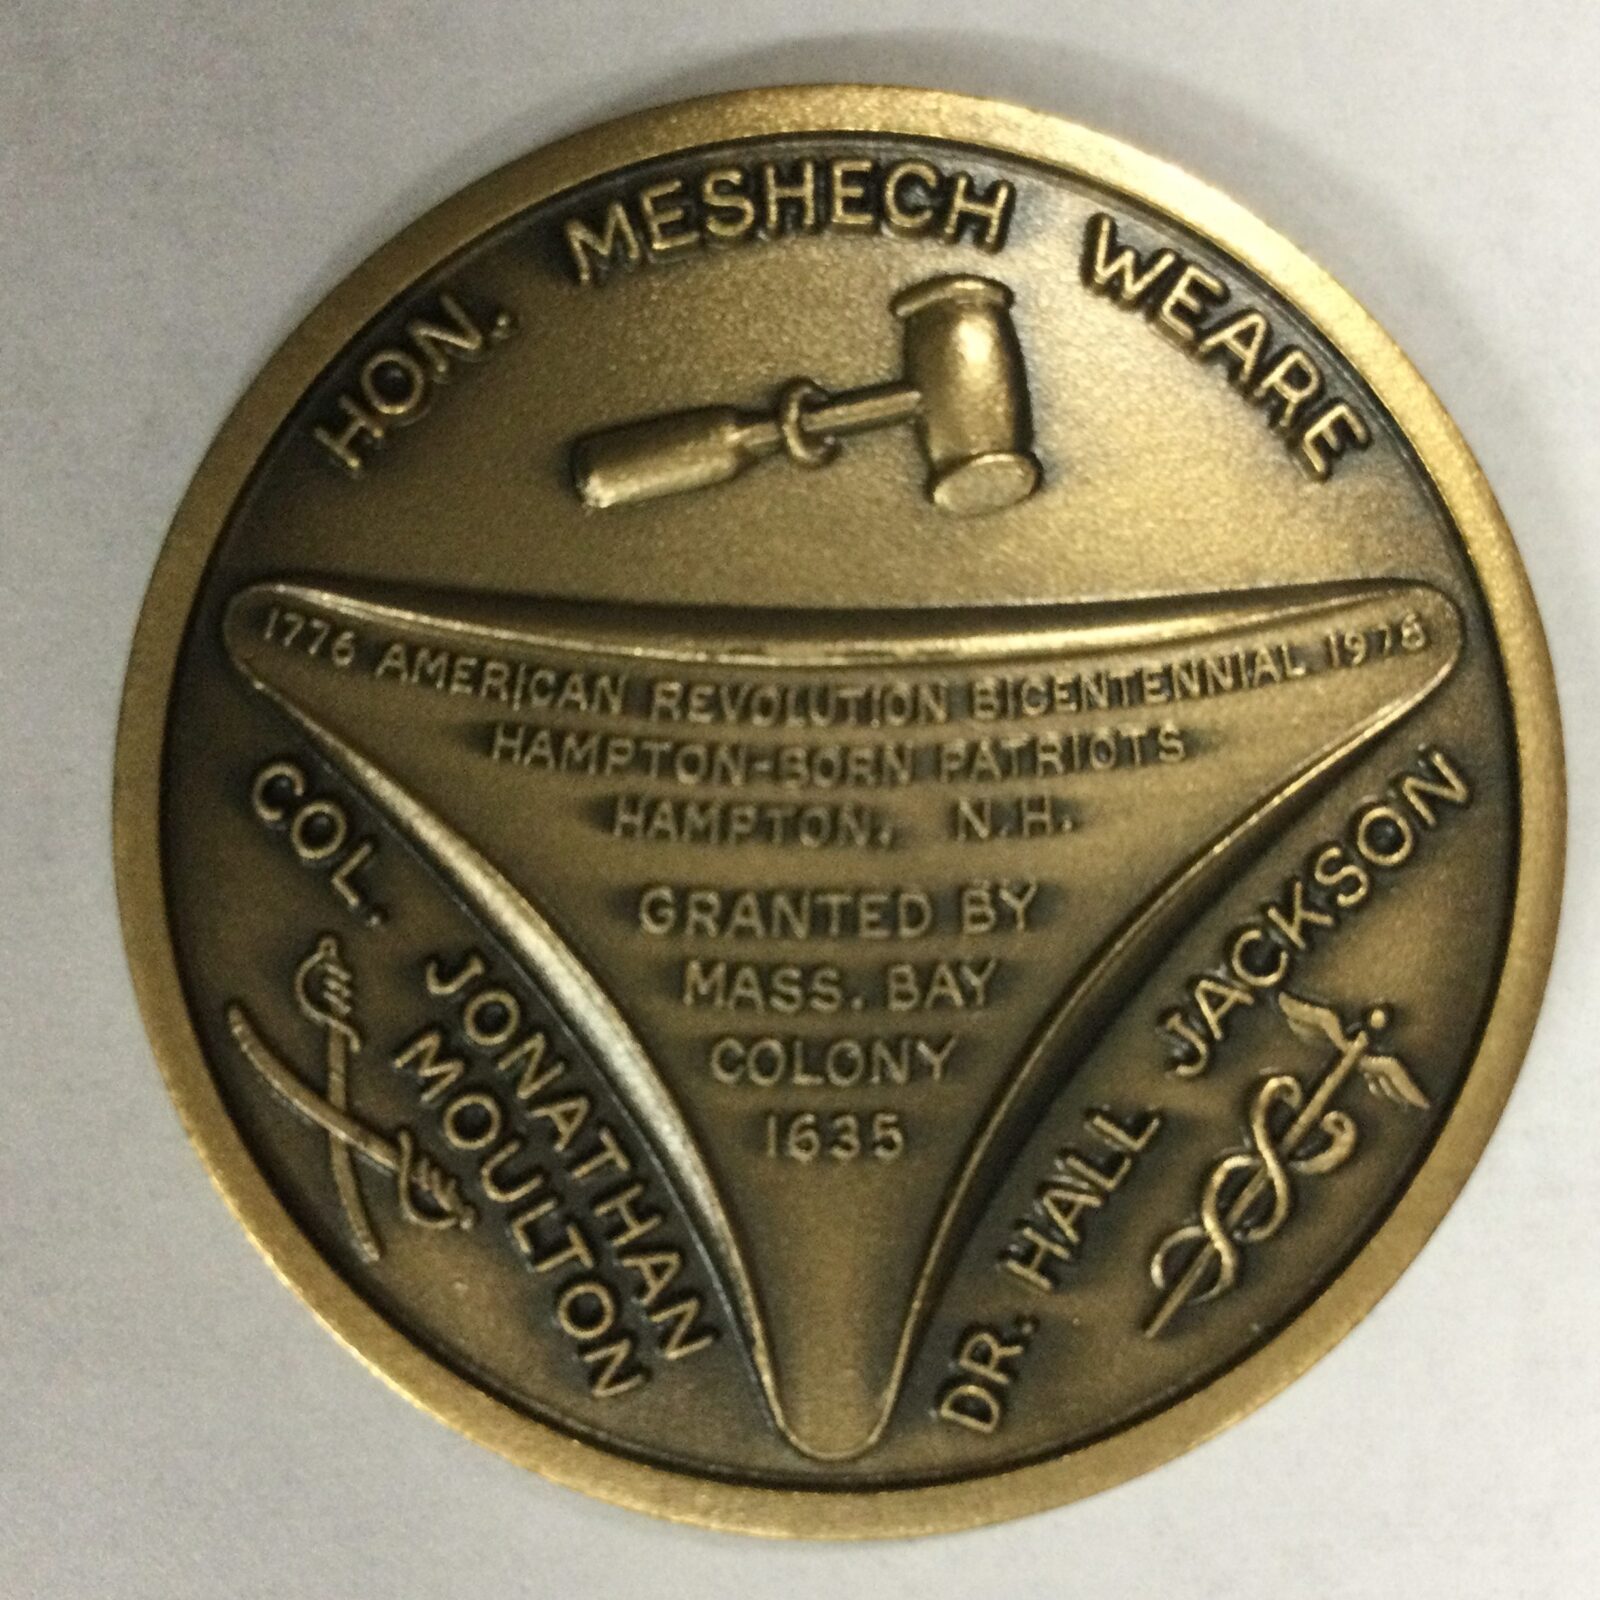 HON. MESHECH WEARE
1776 AMERICAN REVOLUTION BICENTENNIAL 1976
HAMPTON-BORN PATRIOTS
HAMPTON, N.H.
GRANTED BY
MASS. BAY
COLONY
1635
COL. JONATHAN
MOULTON
DR. HALL JACKSON